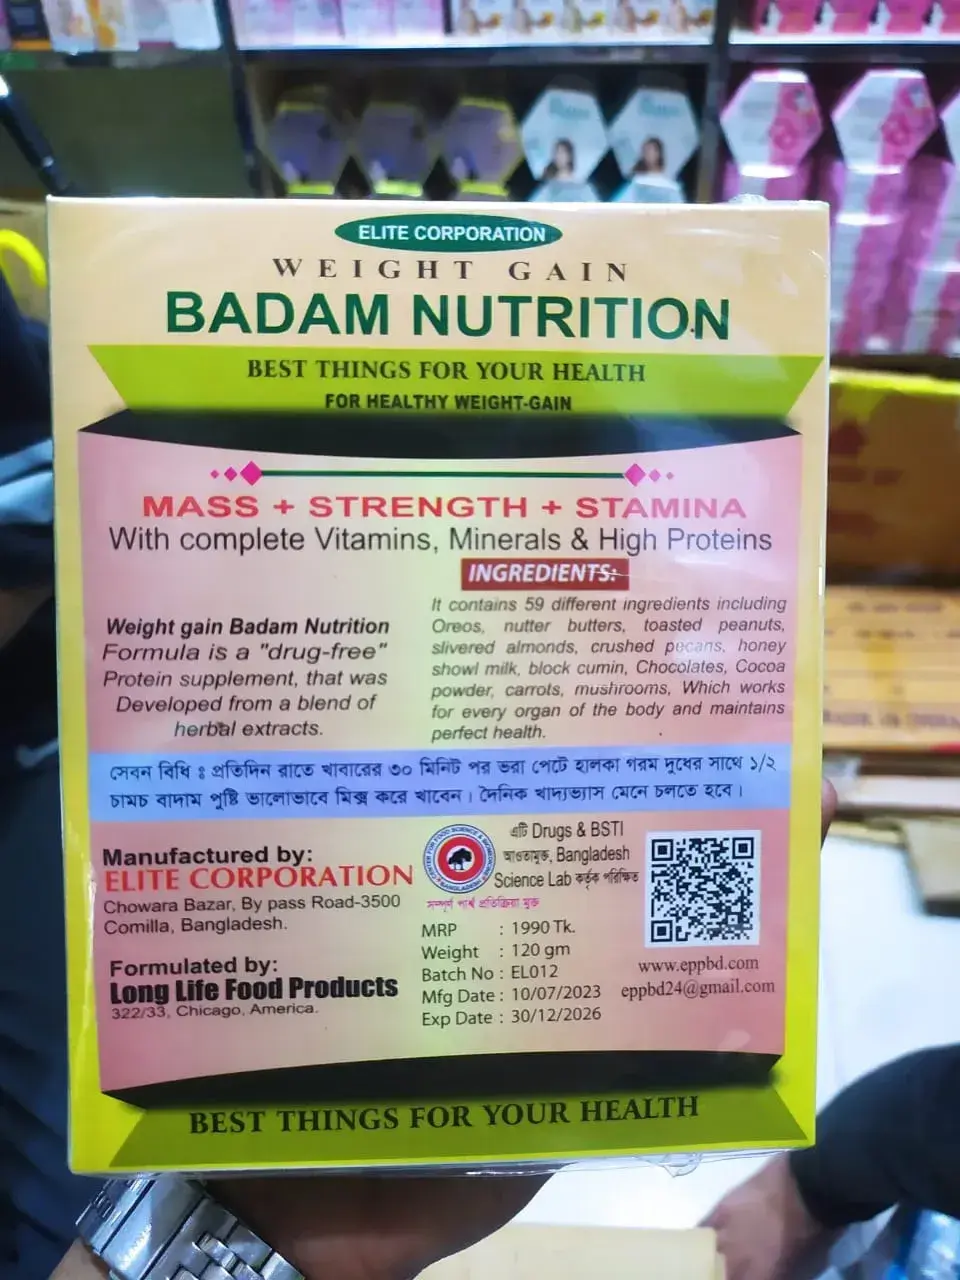 ELITE CORPORATION
WEIGHT GAIN
BADAM NUTRITION
BEST THINGS FOR YOUR HEALTH
FOR HEALTHY WEIGHT-GAIN
MASS + STRENGTH + STAMINA
With complete Vitamins, Minerals & High Proteins
Weight gain Badam Nutrition
Formula is a "drug-free"
Protein supplement, that was
Developed from a blend of
herbal extracts.
INGREDIENTS:
It contains 59 different ingredients including
Oreos, nutter butters, toasted peanuts,
slivered almonds, crushed pecans, honey
showl milk, block cumin, Chocolates, Cocoa
powder, carrots, mushrooms, Which works
for every organ of the body and maintains
perfect health.
সেবন বিধি ঃ প্রতিদিন রাতে খাবারের ৩০ মিনিট পর ভরা পেটে হালকা গরম দুধের সাথে ১/২
চামচ বাদাম পুষ্টি ভালোভাবে মিক্স করে খাবেন। দৈনিক খাদ্যভ্যাস মেনে চলতে হবে।
Manufactured by:
ELITE CORPORATION
Chowara Bazar, By pass Road-3500
Comilla, Bangladesh.
Formulated by:
Long Life Food Products
322/33, Chicago, America.
এটি Drugs & BSTI
আওতামুক্ত, Bangladesh
Science Lab কর্তৃক পরিক্ষিত
সম্পূর্ণ পার্শ্ব প্রতিক্রিয়া মুক্ত
MRP : 1990 Tk.
Weight : 120 gm
Batch No : EL012
Mfg Date : 10/07/2023
Exp Date : 30/12/2026
www.eppbd.com
eppbd24@gmail.com
BEST THINGS FOR YOUR HEALTH